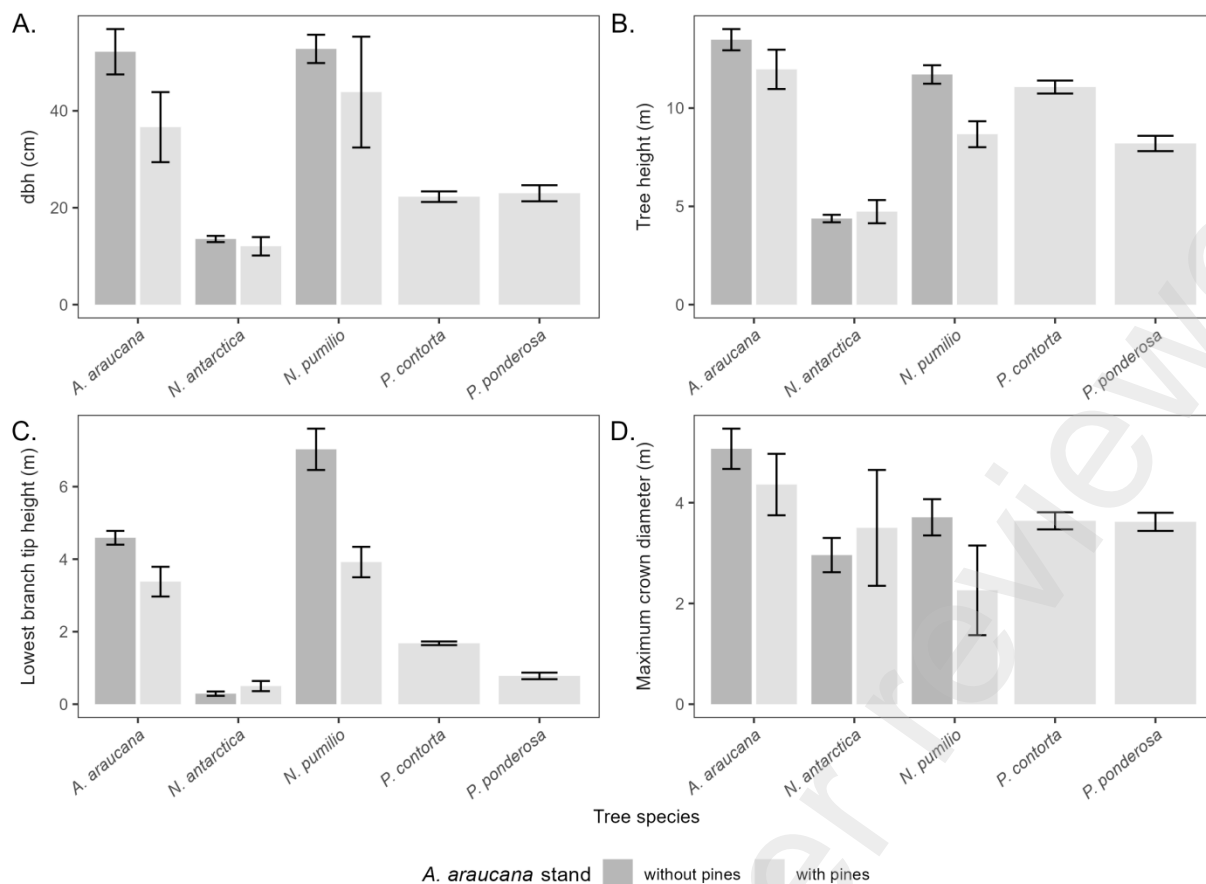 A.
dbh (cm)
40
20
0
A. araucana
N. antarctica
N. pumilio
P. contorta
P. ponderosa
B.
Tree height (m)
10
5
0
A. araucana
N. antarctica
N. pumilio
P. contorta
P. ponderosa
C.
Lowest branch tip height (m)
6
4
2
0
A. araucana
N. antarctica
N. pumilio
P. contorta
P. ponderosa
D.
Maximum crown diameter (m)
4
2
0
A. araucana
N. antarctica
N. pumilio
P. contorta
P. ponderosa
Tree species
A. araucana stand without pines with pines
er reviewe